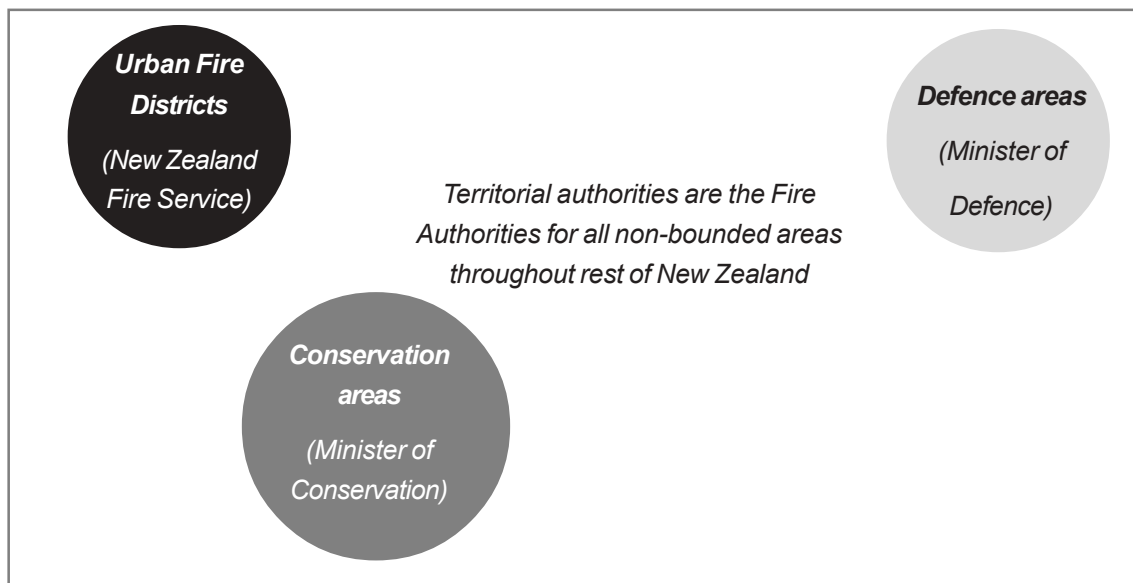 Urban Fire
Districts
(New Zealand
Fire Service)
Defence areas
(Minister of
Defence)
Territorial authorities are the Fire
Authorities for all non-bounded areas
throughout rest of New Zealand
Conservation
areas
(Minister of
Conservation)